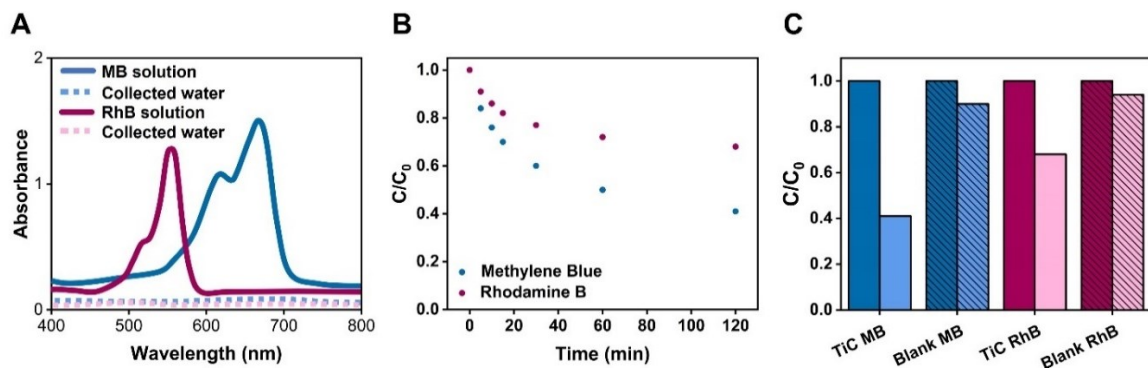 A
Absorbance
2
1
0
MB solution
Collected water
RhB solution
Collected water
400
500
600
700
800
Wavelength (nm)
B
C/C0
1.0
0.8
0.6
0.4
0.2
0.0
Methylene Blue
Rhodamine B
0
20
40
60
80
100
120
Time (min)
C
C/C0
1.0
0.8
0.6
0.4
0.2
0.0
TiC MB
Blank MB
TiC RhB
Blank RhB